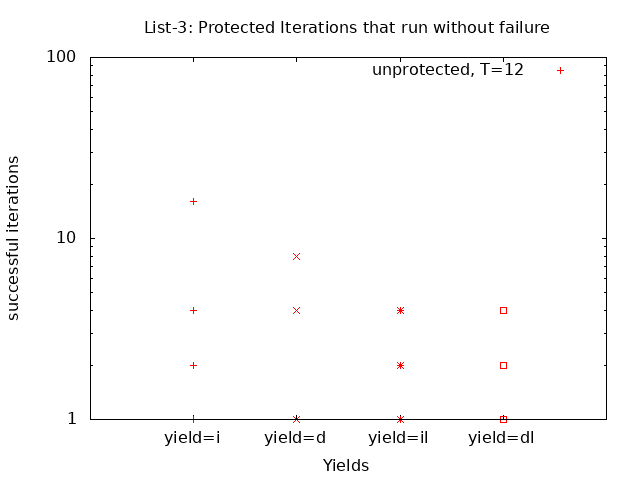 List-3: Protected Iterations that run without failure
100
unprotected, T=12
successful iterations
10
1
yield=i yield=d yield=il yield=dl
Yields